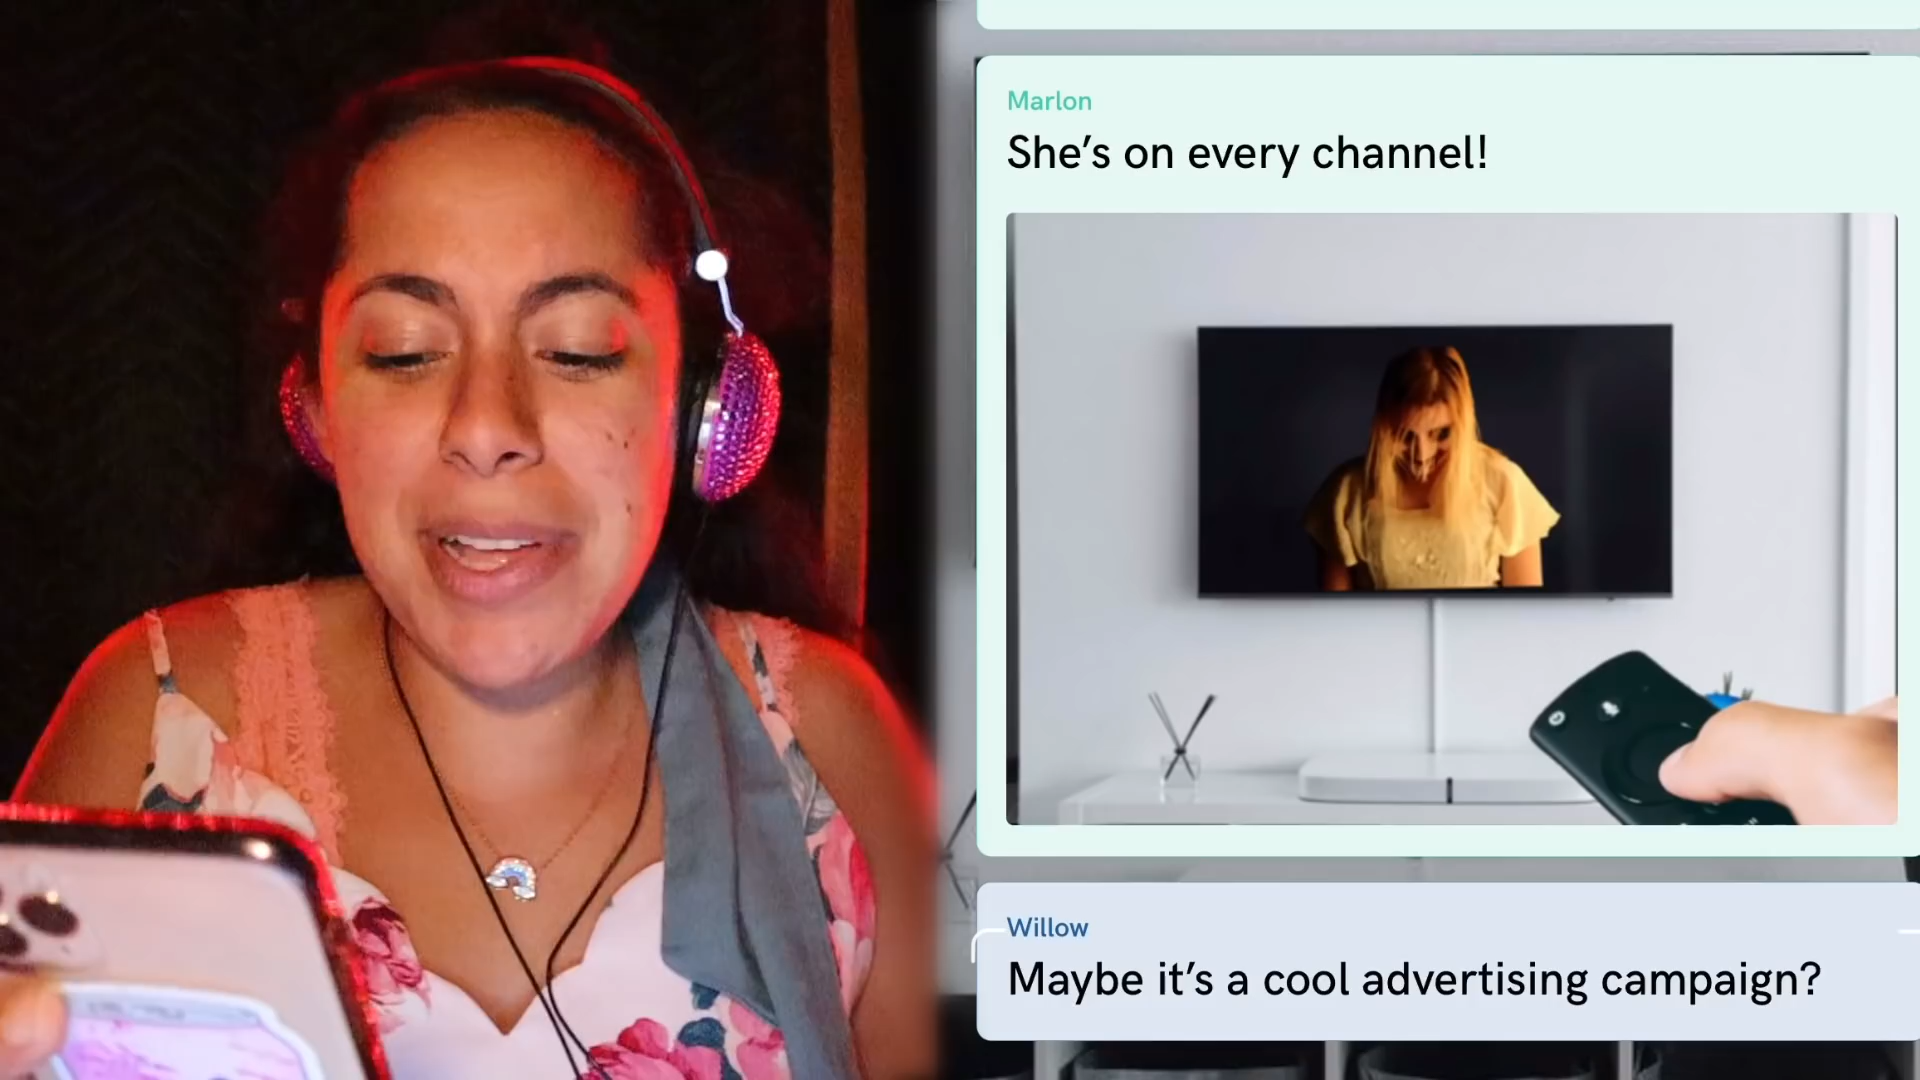 Marlon
She’s on every channel!
Willow
Maybe it’s a cool advertising campaign?